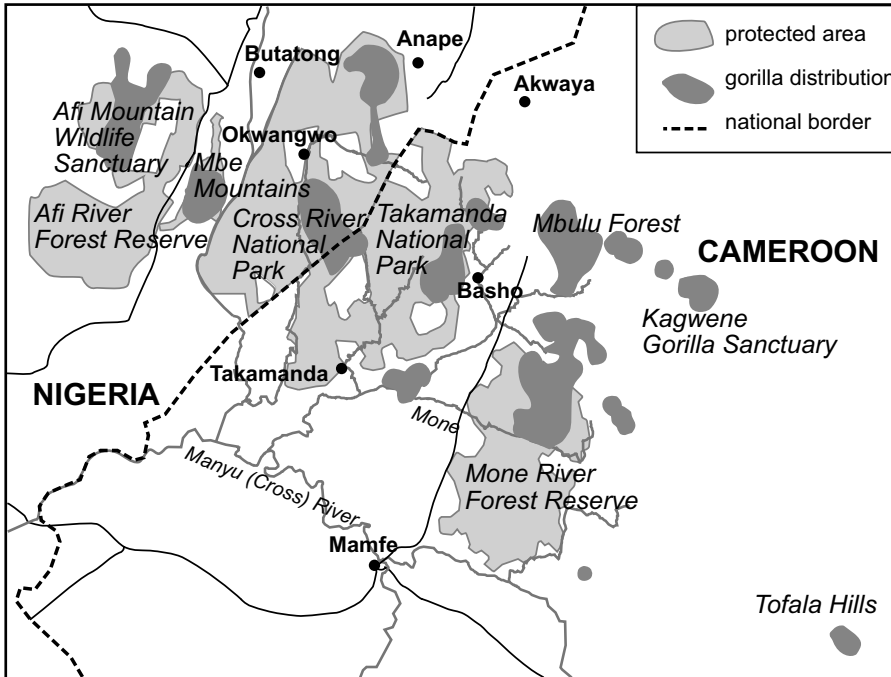 Butatong
Anape
Akwaya
protected area
gorilla distribution
national border
Afi Mountain
Wildlife
Sanctuary
Okwangwo
Mbe
Mountains
Afi River
Forest Reserve
Cross River
National
Park
Takamanda
National
Park
Mbulu Forest
CAMEROON
Basho
Kagwene
Gorilla Sanctuary
Takamanda
NIGERIA
Mone
Manyu (Cross) River
Mone River
Forest Reserve
Mamfe
Tofala Hills